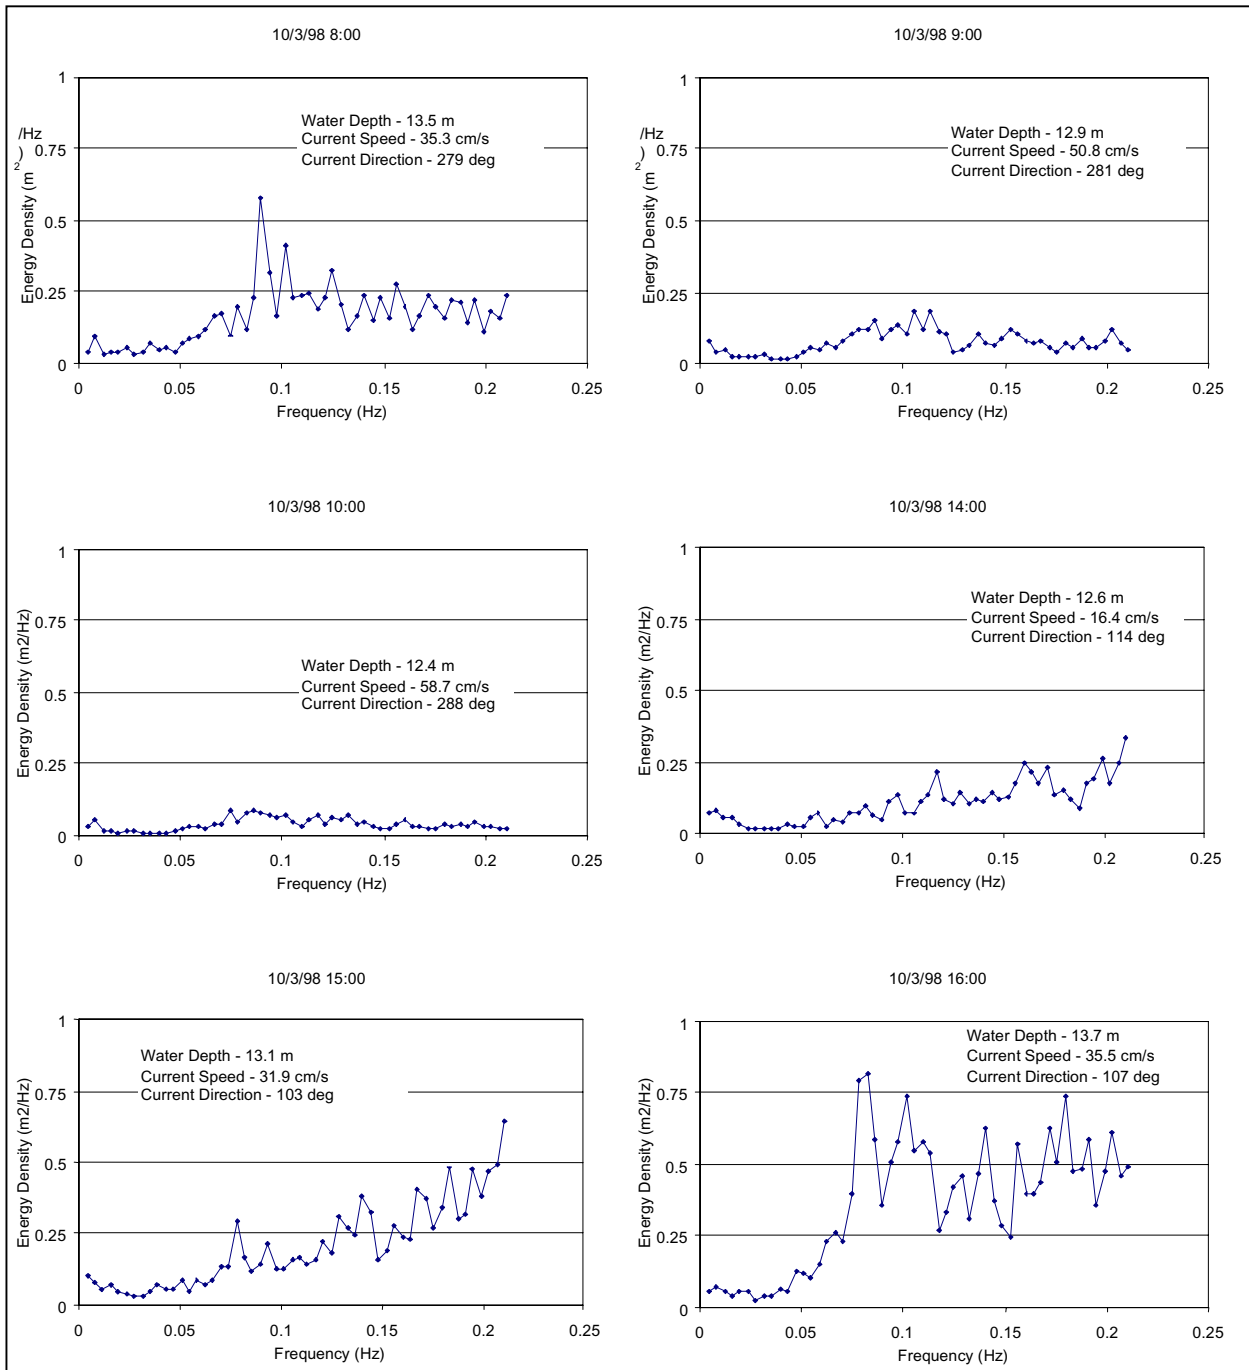 10/3/98 8:00
1
0.75
0.5
0.25
0
Energy Density (m2)/Hz
Water Depth - 13.5 m
Current Speed - 35.3 cm/s
Current Direction - 279 deg
0 0.05 0.1 0.15 0.2 0.25
Frequency (Hz)
10/3/98 9:00
1
0.75
0.5
0.25
0
Energy Density (m2)/Hz
Water Depth - 12.9 m
Current Speed - 50.8 cm/s
Current Direction - 281 deg
0 0.05 0.1 0.15 0.2 0.25
Frequency (Hz)
10/3/98 10:00
1
0.75
0.5
0.25
0
Energy Density (m2/Hz)
Water Depth - 12.4 m
Current Speed - 58.7 cm/s
Current Direction - 288 deg
0 0.05 0.1 0.15 0.2 0.25
Frequency (Hz)
10/3/98 14:00
1
0.75
0.5
0.25
0
Energy Density (m2/Hz)
Water Depth - 12.6 m
Current Speed - 16.4 cm/s
Current Direction - 114 deg
0 0.05 0.1 0.15 0.2 0.25
Frequency (Hz)
10/3/98 15:00
1
0.75
0.5
0.25
0
Energy Density (m2/Hz)
Water Depth - 13.1 m
Current Speed - 31.9 cm/s
Current Direction - 103 deg
0 0.05 0.1 0.15 0.2 0.25
Frequency (Hz)
10/3/98 16:00
1
0.75
0.5
0.25
0
Energy Density (m2/Hz)
Water Depth - 13.7 m
Current Speed - 35.5 cm/s
Current Direction - 107 deg
0 0.05 0.1 0.15 0.2 0.25
Frequency (Hz)